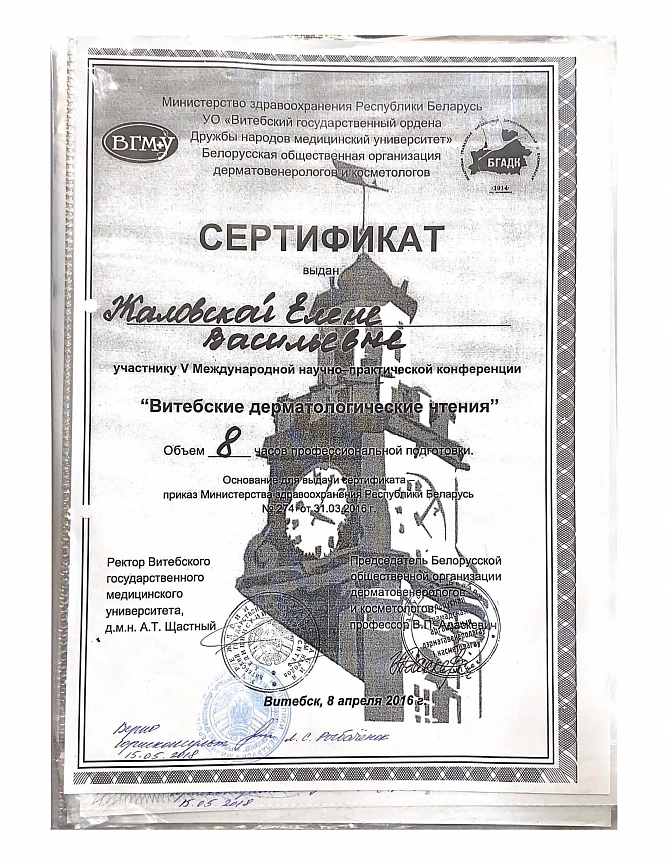 Министерство здравоохранения Республики Беларусь
УО «Витебский государственный ордена
Дружбы народов медицинский университет»
Белорусская общественная организация
дерматовенерологов и косметологов
ВГМУ
БГАДК
1914
СЕРТИФИКАТ
выдан
Жаловской Елене
Васильевне
участнику V Международной научно–практической конференции
“Витебские дерматологические чтения”
Объем 8 часов профессиональной подготовки.
Основание для выдачи сертификата
приказ Министерства здравоохранения Республики Беларусь
№ 274 от 31.03.2016 г.
Ректор Витебского
государственного
медицинского
университета,
д.м.н. А.Т. Щастный
Председатель Белорусской
общественной организации
дерматовенерологов
и косметологов,
профессор В.П. Адаскевич
Витебск, 8 апреля 2016 г.
Верно
Юрисконсульт
15.05.2018
15.05 2018